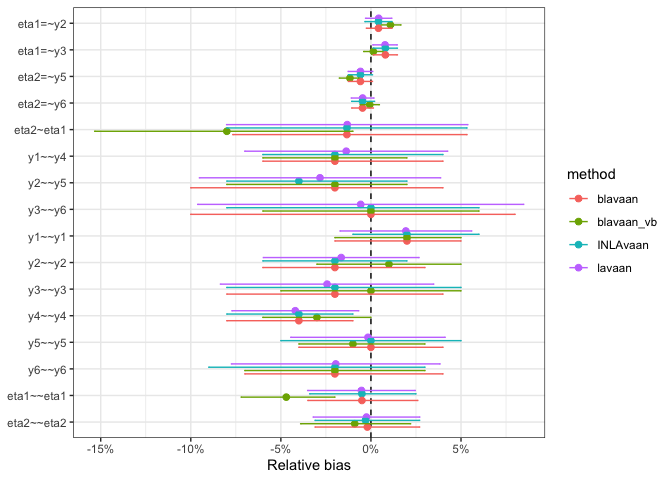 eta1=~y2
eta1=~y3
eta2=~y5
eta2=~y6
eta2~eta1
y1~~y4
y2~~y5
y3~~y6
y1~~y1
y2~~y2
y3~~y3
y4~~y4
y5~~y5
y6~~y6
eta1~~eta1
eta2~~eta2
-15%
-10%
-5%
0%
5%
Relative bias
method
blavaan
blavaan_vb
INLAvaan
lavaan